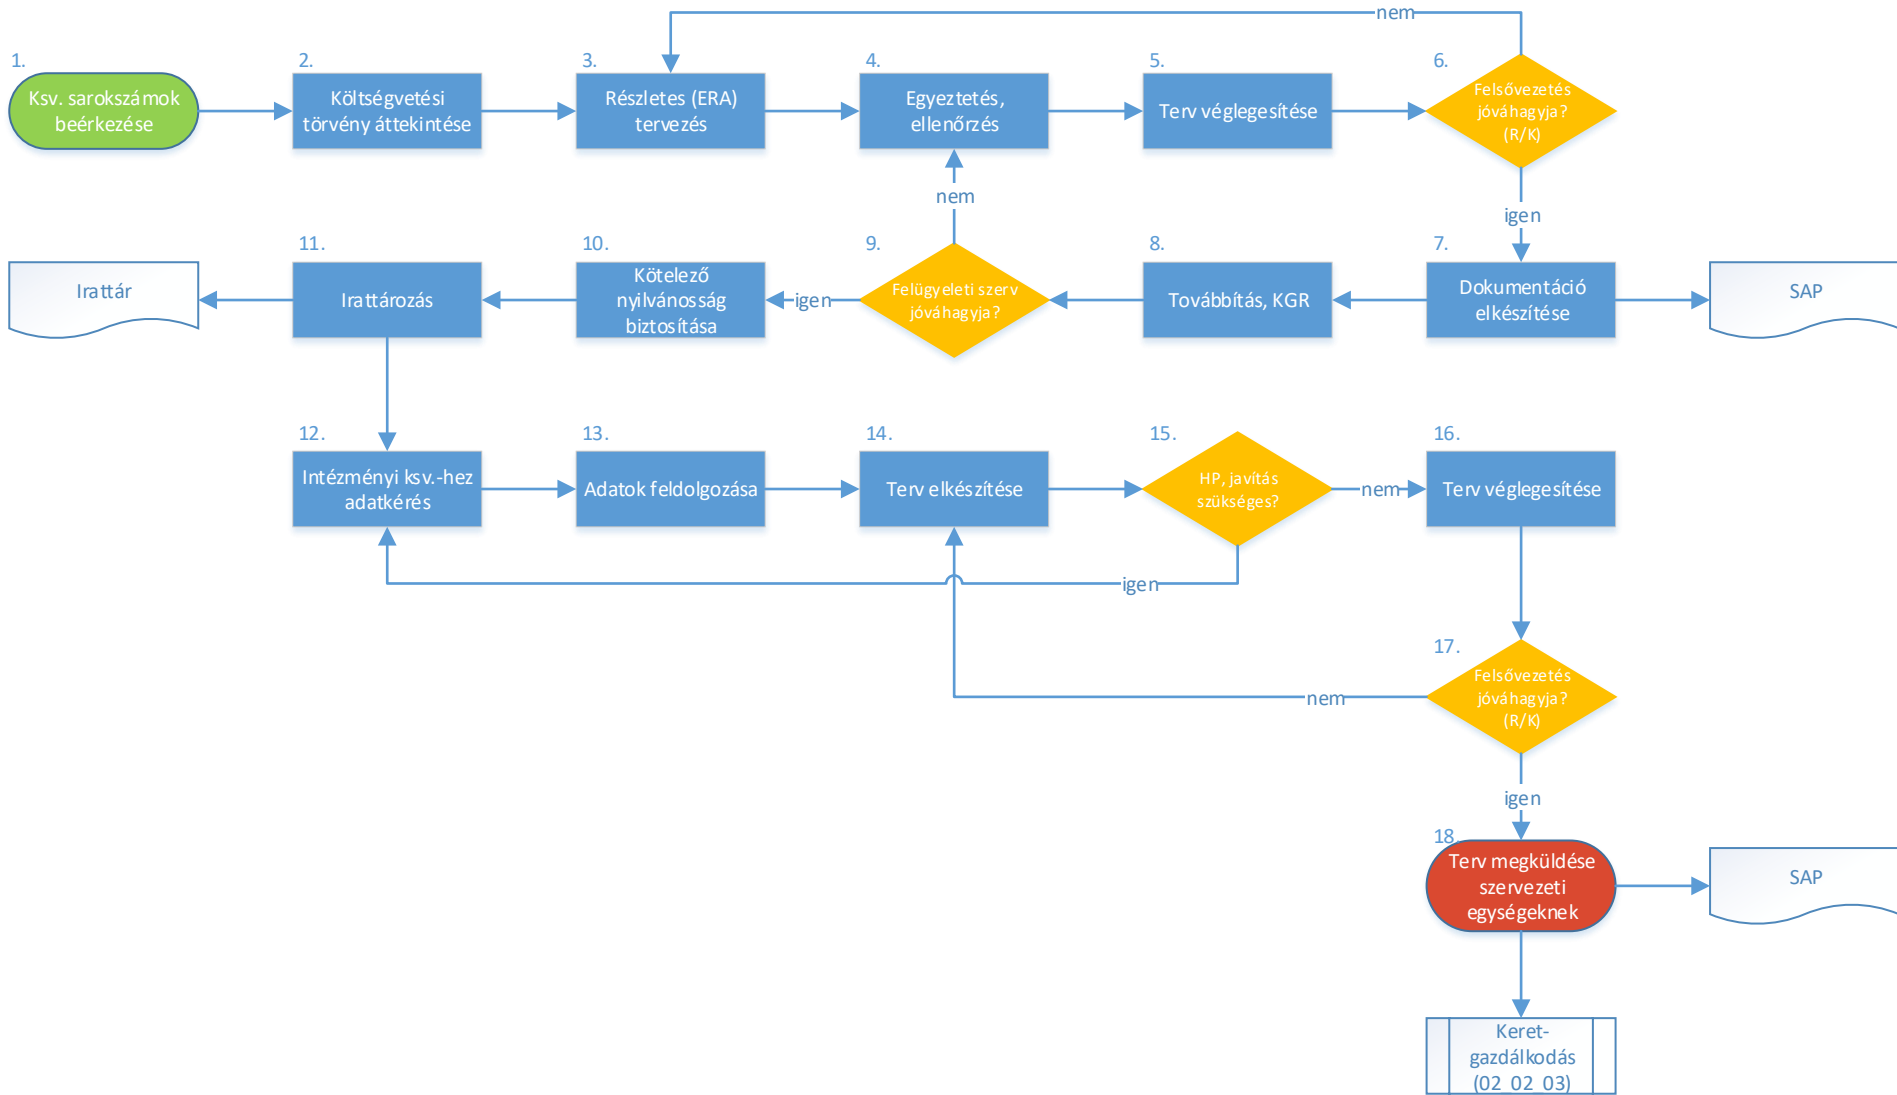 nem
1.
Ksv. sarokszámok
beérkezése
2.
Költségvetési
törvény áttekintése
3.
Részletes (ERA)
tervezés
4.
Egyeztetés,
ellenőrzés
5.
Terv véglegesítése
6.
Felsővezetés
jóváhagyja?
(R/K)
nem
igen
Irattár
11.
Irattározás
10.
Kötelező
nyilvánosság
biztosítása
igen
9.
Felügyeleti szerv
jóváhagyja?
8.
Továbbítás, KGR
7.
Dokumentáció
elkészítése
SAP
12.
Intézményi ksv.-hez
adatkérés
13.
Adatok feldolgozása
14.
Terv elkészítése
15.
HP, javítás
szükséges?
nem
16.
Terv véglegesítése
igen
17.
Felsővezetés
jóváhagyja?
(R/K)
nem
igen
18.
Terv megküldése
szervezeti
egységeknek
SAP
Keret-
gazdálkodás
(02_02_03)